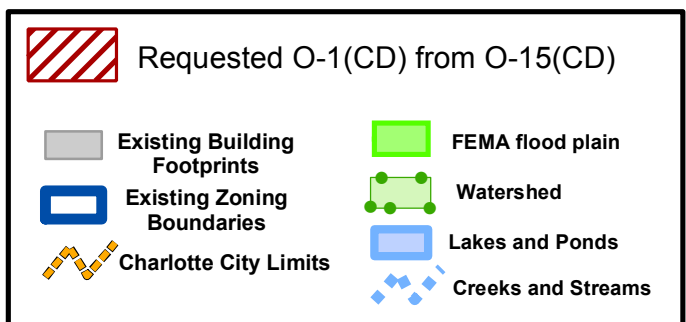 Requested O-1(CD) from O-15(CD)
Existing Building
Footprints
Existing Zoning
Boundaries
Charlotte City Limits
FEMA flood plain
Watershed
Lakes and Ponds
Creeks and Streams